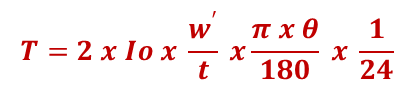 T = 2 x Io x w'/t x π x θ/180 x 1/24